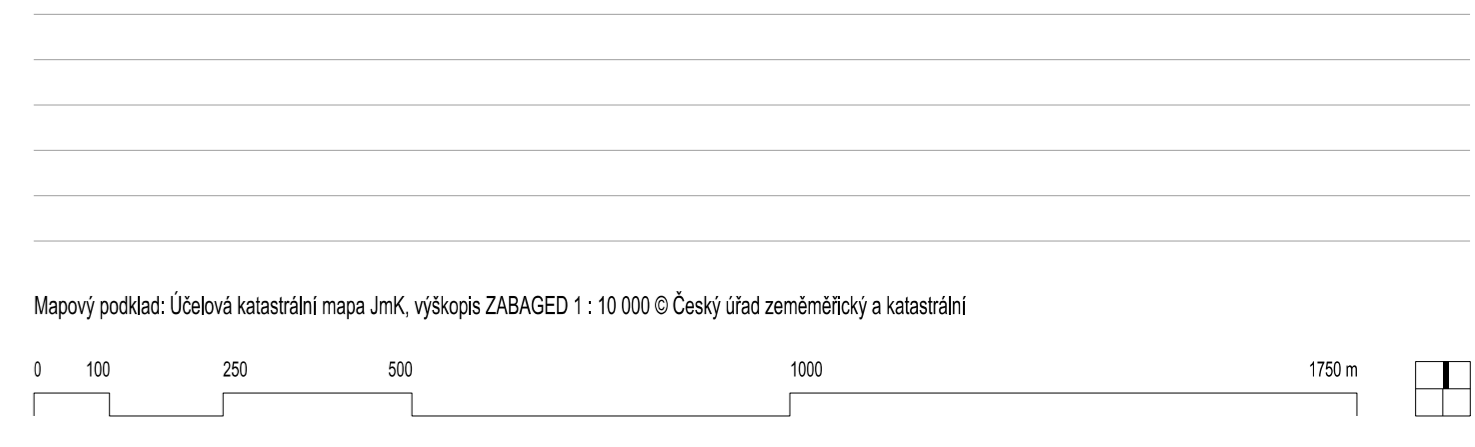 Mapový podklad: Účelová katastrální mapa JmK, výškopis ZABAGED 1 : 10 000 © Český úřad zeměměřický a katastrální
0 100 250 500 1000 1750 m